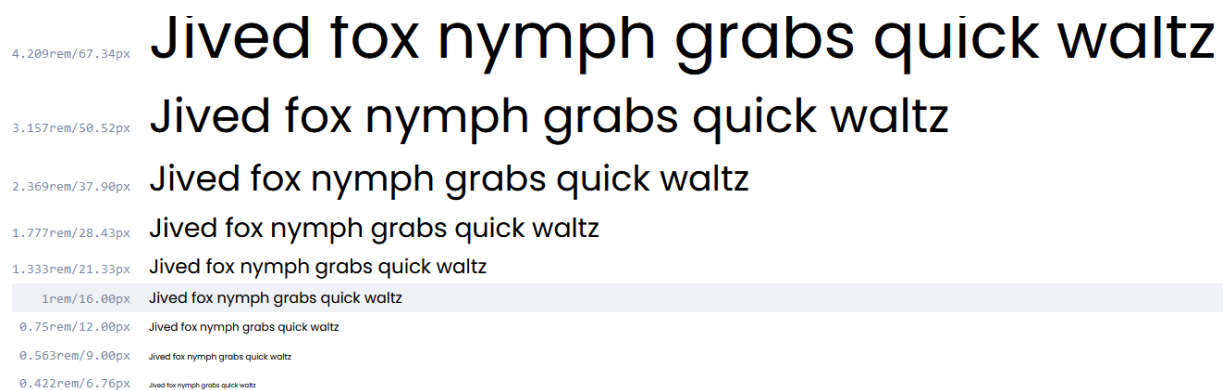 4.209rem/67.34px Jived fox nymph grabs quick waltz
3.157rem/50.52px Jived fox nymph grabs quick waltz
2.369rem/37.90px Jived fox nymph grabs quick waltz
1.777rem/28.43px Jived fox nymph grabs quick waltz
1.333rem/21.33px Jived fox nymph grabs quick waltz
1rem/16.00px Jived fox nymph grabs quick waltz
0.75rem/12.00px Jived fox nymph grabs quick waltz
0.563rem/9.00px Jived fox nymph grabs quick waltz
0.422rem/6.76px Jived fox nymph grabs quick waltz